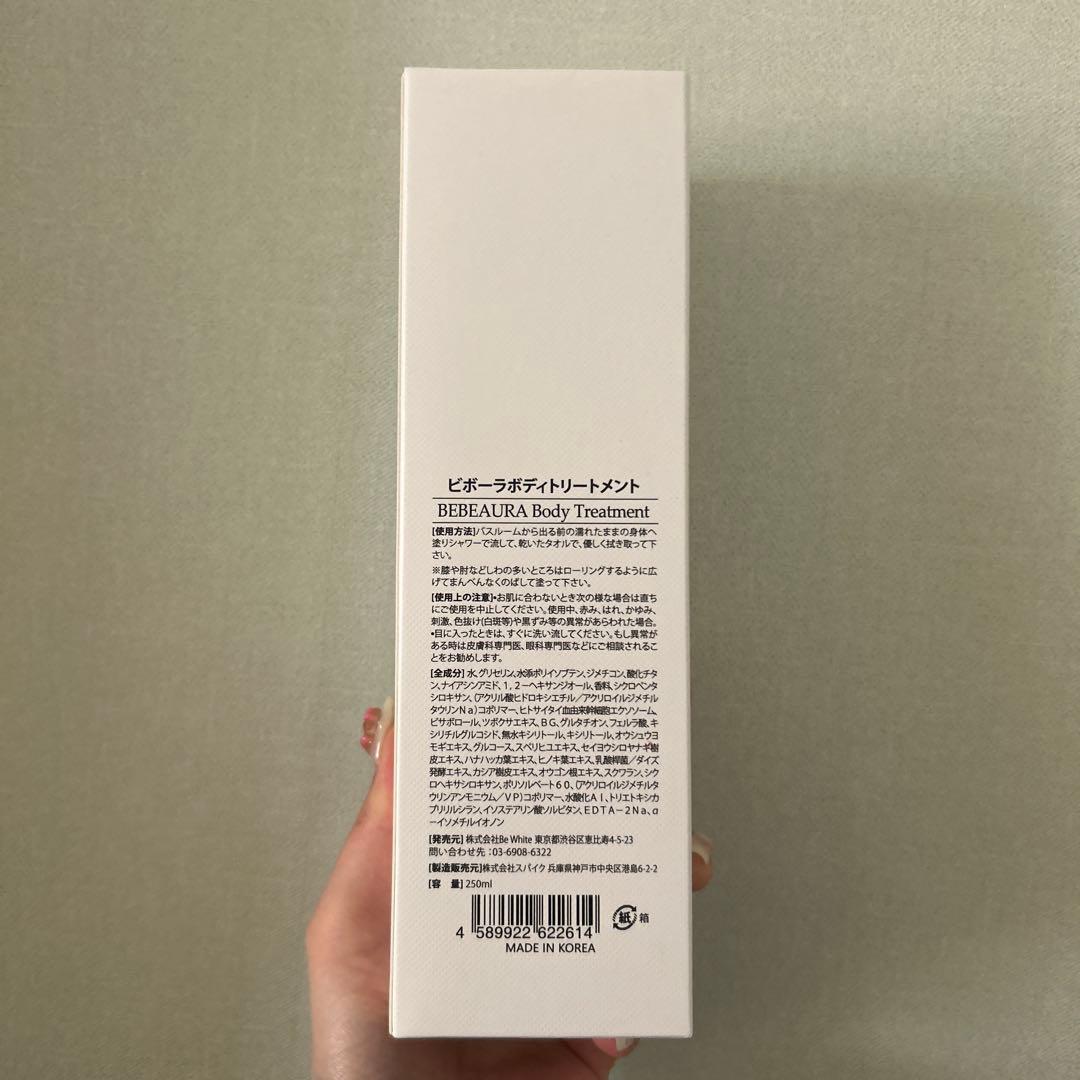 ビボーラボディトリートメント
BEBEAURA Body Treatment
[使用方法]バスルームから出る前の濡れたままの身体へ
塗りシャワーで流して、乾いたタオルで、優しく拭き取って下
さい。
※膝や肘などしわの多いところはローリングするように広
げてまんべんなくのばして塗って下さい。
[使用上の注意]•お肌に合わないとき次の様な場合は直ち
にご使用を中止してください。使用中、赤み、はれ、かゆみ、
刺激、色抜け(白斑等)や黒ずみ等の異常があらわれた場合。
•目に入ったときは、すぐに洗い流してください。もし異常が
ある時は皮膚科専門医、眼科専門医などにご相談されるこ
とをお勧めします。
[全成分] 水、グリセリン、水添ポリイソブテン、ジメチコン、酸化チタ
ン、ナイアシンアミド、1，2－ヘキサンジオール、香料、シクロペンタ
シロキサン、（アクリル酸ヒドロキシエチル／アクリロイルジメチル
タウリンNa）コポリマー、ヒトサイタイ血由来幹細胞エクソソーム、
ビサボロール、ツボクサエキス、BG、グルタチオン、フェルラ酸、キ
シリチルグルコシド、無水キシリトール、キシリトール、オウシュウヨ
モギエキス、グルコース、スベリヒユエキス、セイヨウシロヤナギ樹
皮エキス、ハナハッカ葉エキス、ヒノキ葉エキス、乳酸桿菌／ダイズ
発酵エキス、カシア樹皮エキス、オウゴン根エキス、スクワラン、シク
ロヘキサシロキサン、ポリソルベート60、（アクリロイルジメチルタ
ウリンアンモニウム／VP）コポリマー、水酸化Al、トリエトキシカ
プリリルシラン、イソステアリン酸ソルビタン、EDTA－2Na、α
－イソメチルイオノン
[発売元] 株式会社Be White 東京都渋谷区恵比寿4-5-23
問い合わせ先：03-6908-6322
[製造販売元]株式会社スパイク 兵庫県神戸市中央区港島6-2-2
[容　量] 250ml
紙 箱
4 589922 622614
MADE IN KOREA